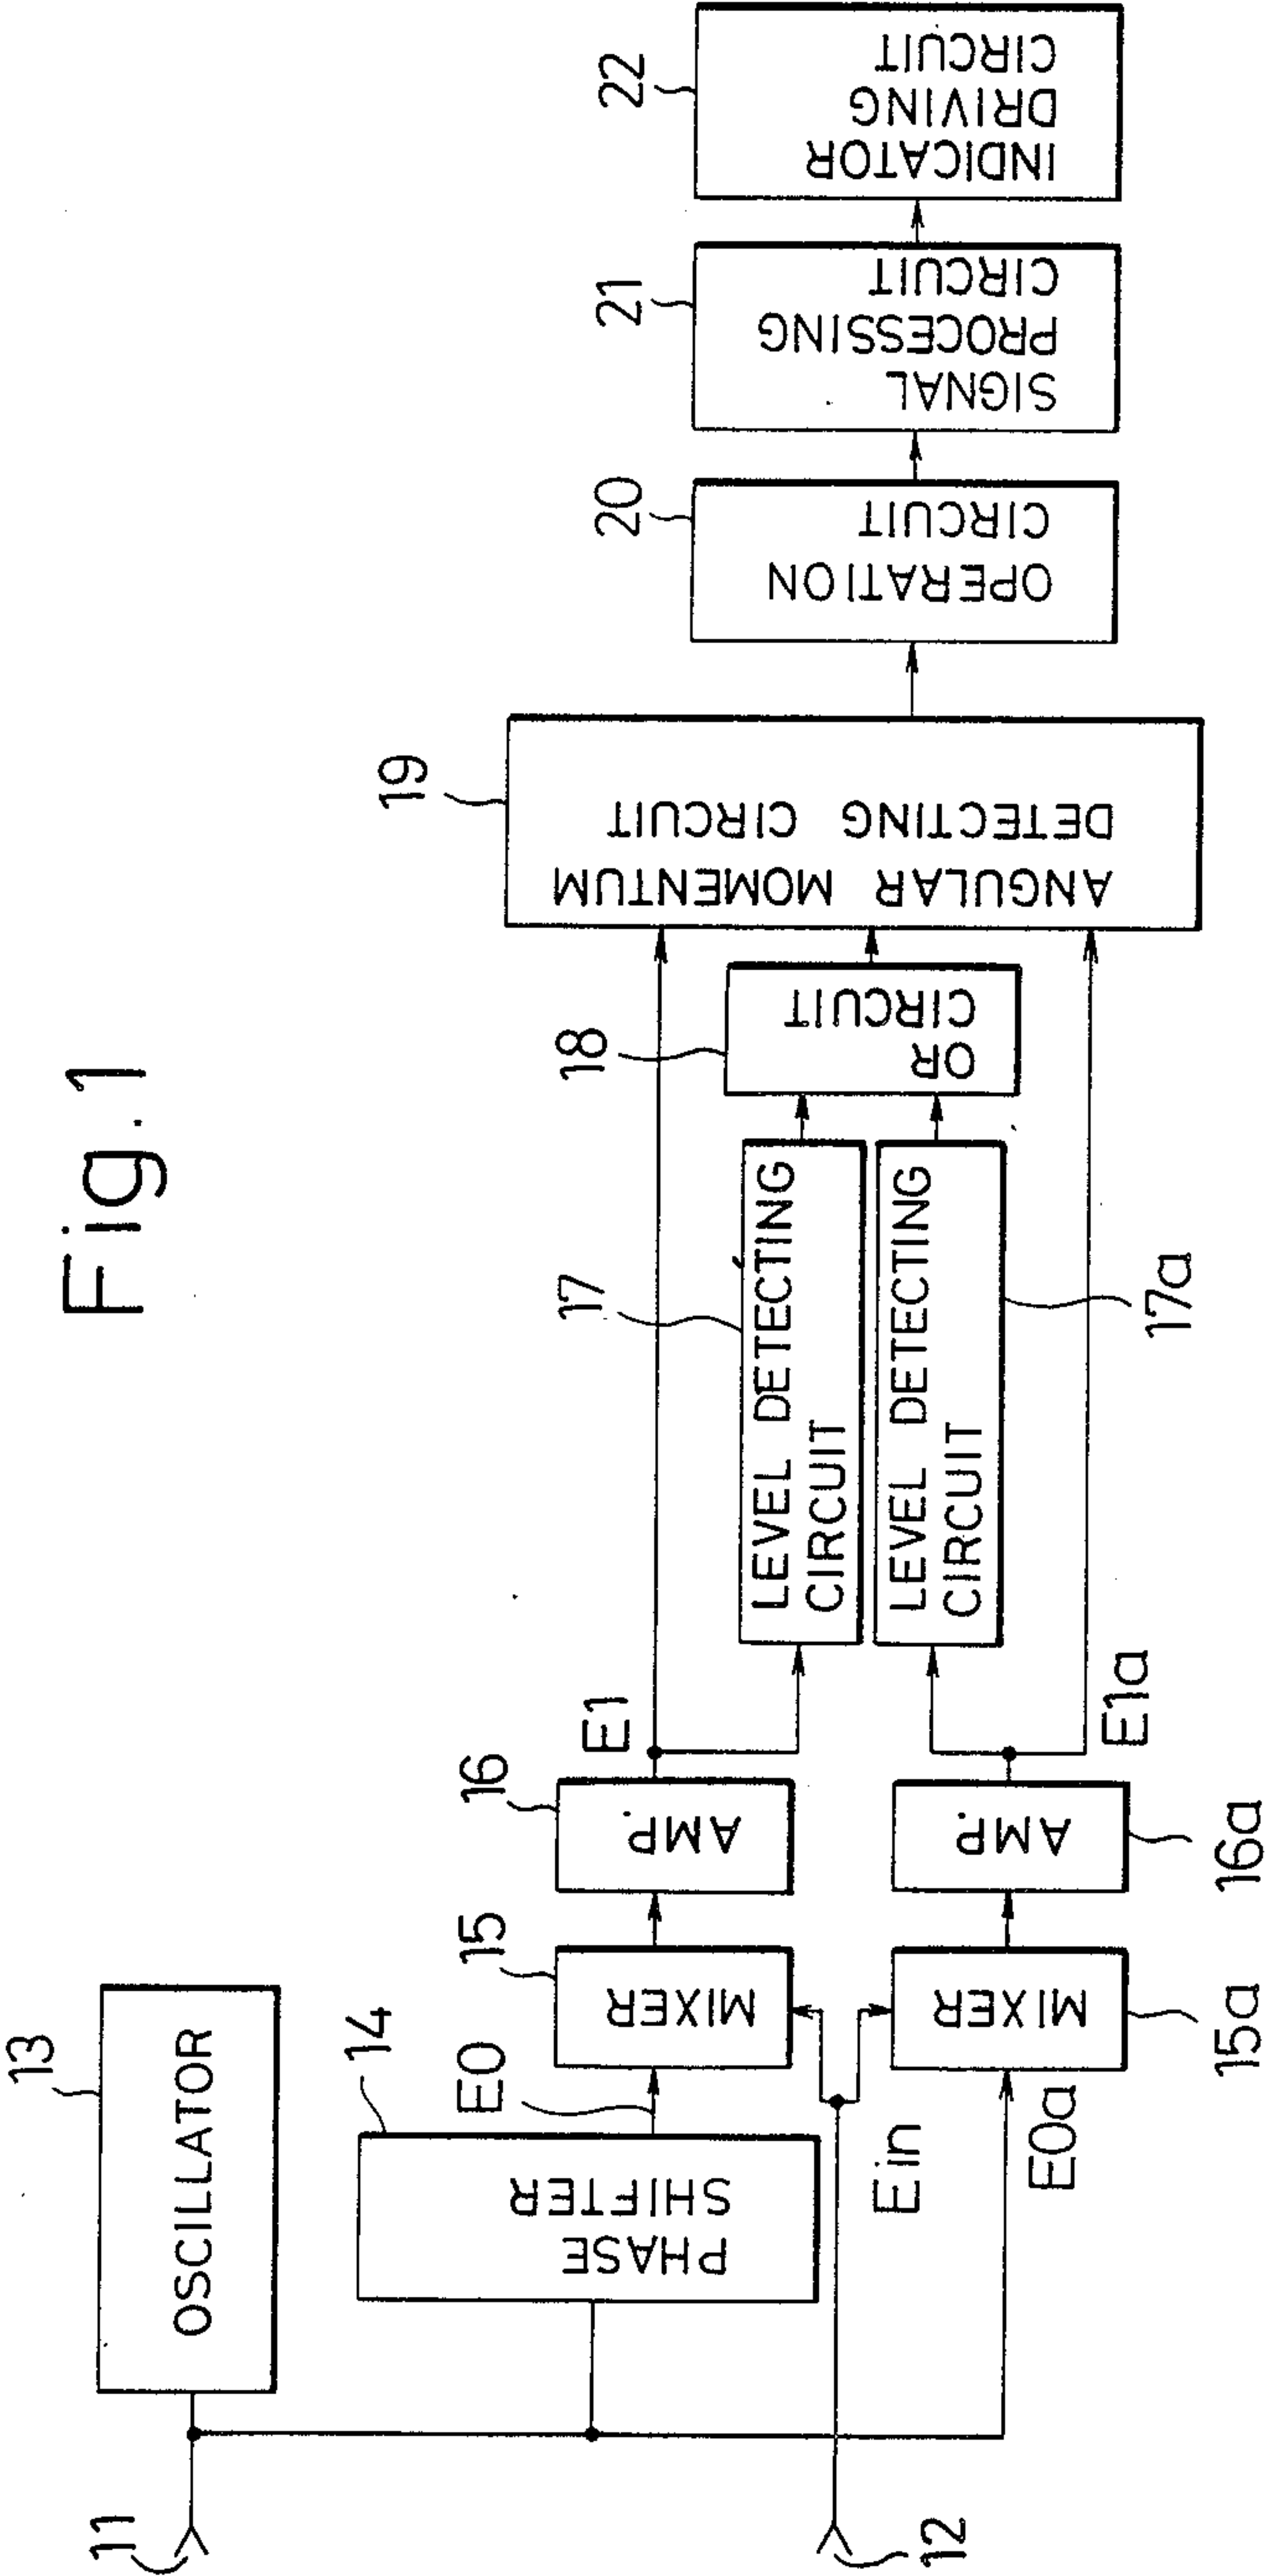 Fig.1
13
OSCILLATOR
11
14
PHASE
SHIFTER
E0
15
MIXER
16
AMP.
E1
17
LEVEL DETECTING
CIRCUIT
18
OR
CIRCUIT
19
ANGULAR MOMENTUM
DETECTING CIRCUIT
20
OPERATION
CIRCUIT
21
SIGNAL
PROCESSING
CIRCUIT
22
INDICATOR
DRIVING
CIRCUIT
12
Ein
E0a
MIXER
15a
AMP.
16a
E1a
LEVEL DETECTING
CIRCUIT
17a